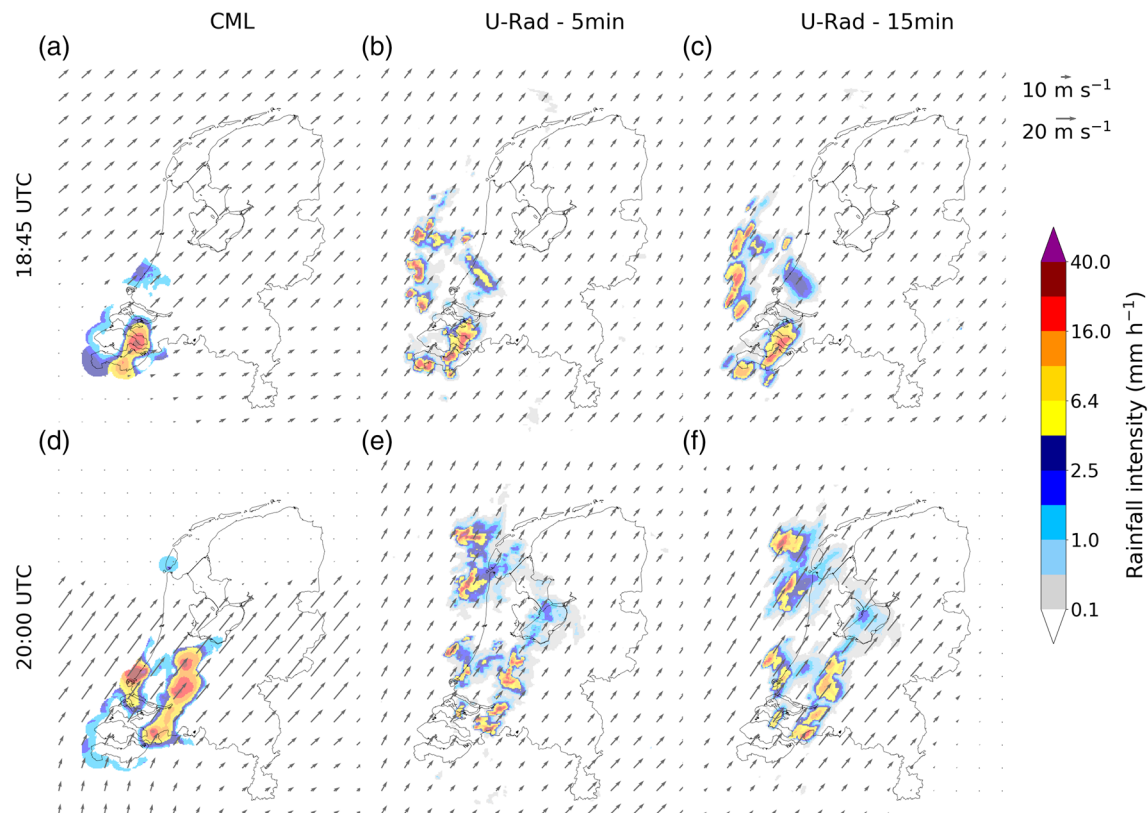 CML
U-Rad - 5min
U-Rad - 15min
(a)
(b)
(c)
10 m s⁻¹
20 m s⁻¹
18:45 UTC
(d)
(e)
(f)
20:00 UTC
40.0
16.0
6.4
2.5
1.0
0.1
Rainfall intensity (mm h⁻¹)